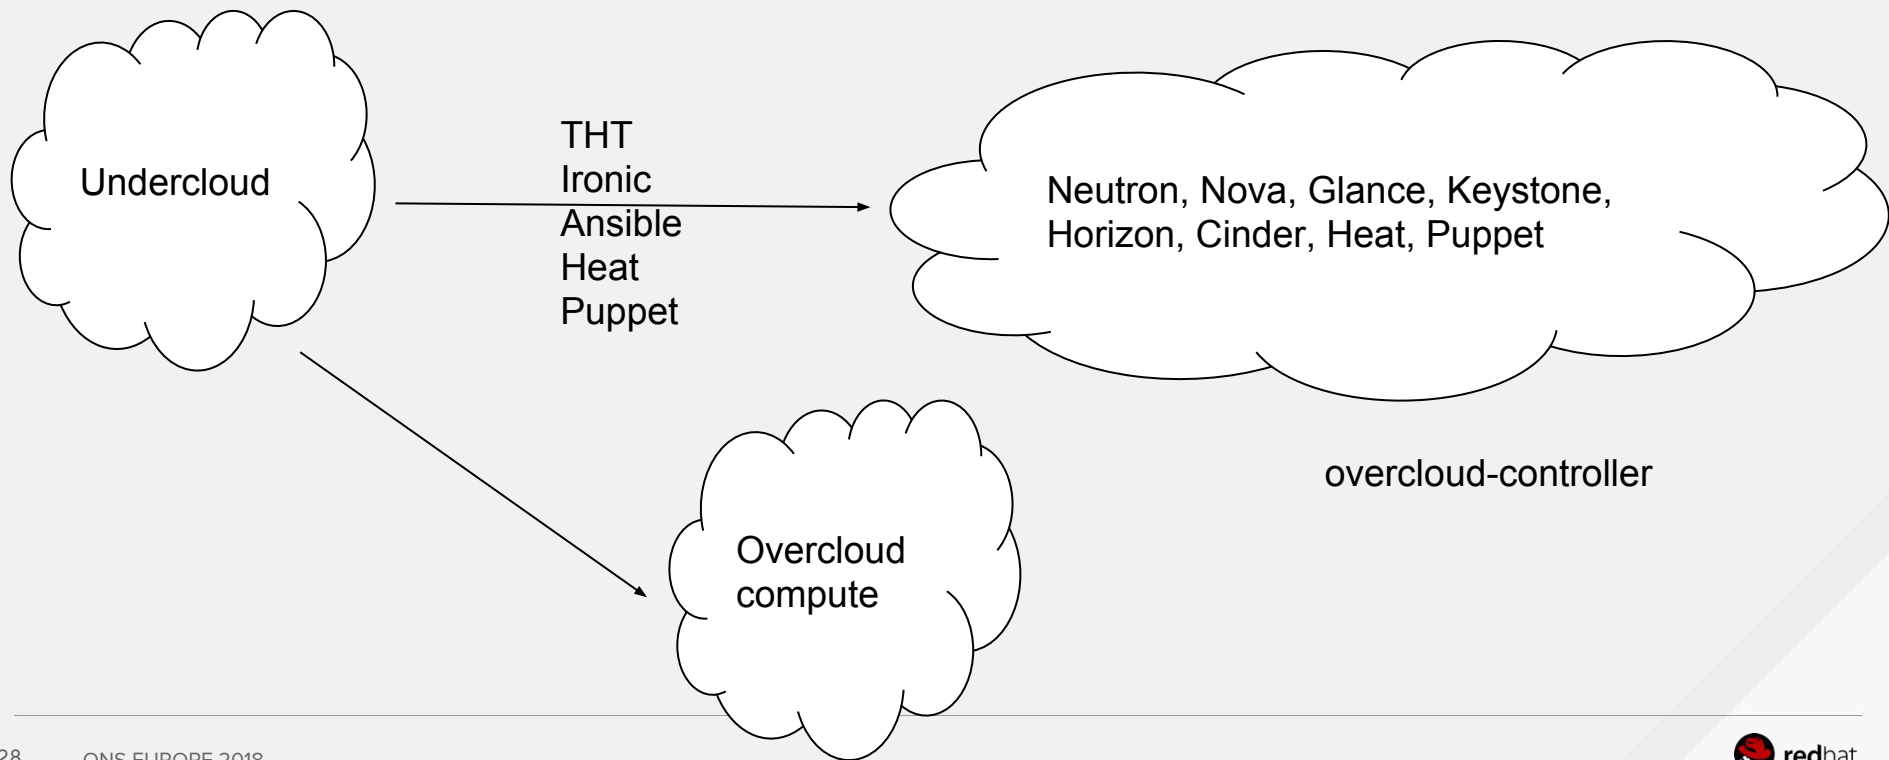 Undercloud
THT
Ironic
Ansible
Heat
Puppet
Neutron, Nova, Glance, Keystone,
Horizon, Cinder, Heat, Puppet
overcloud-controller
Overcloud
compute
28 ONS EUROPE 2018
redhat